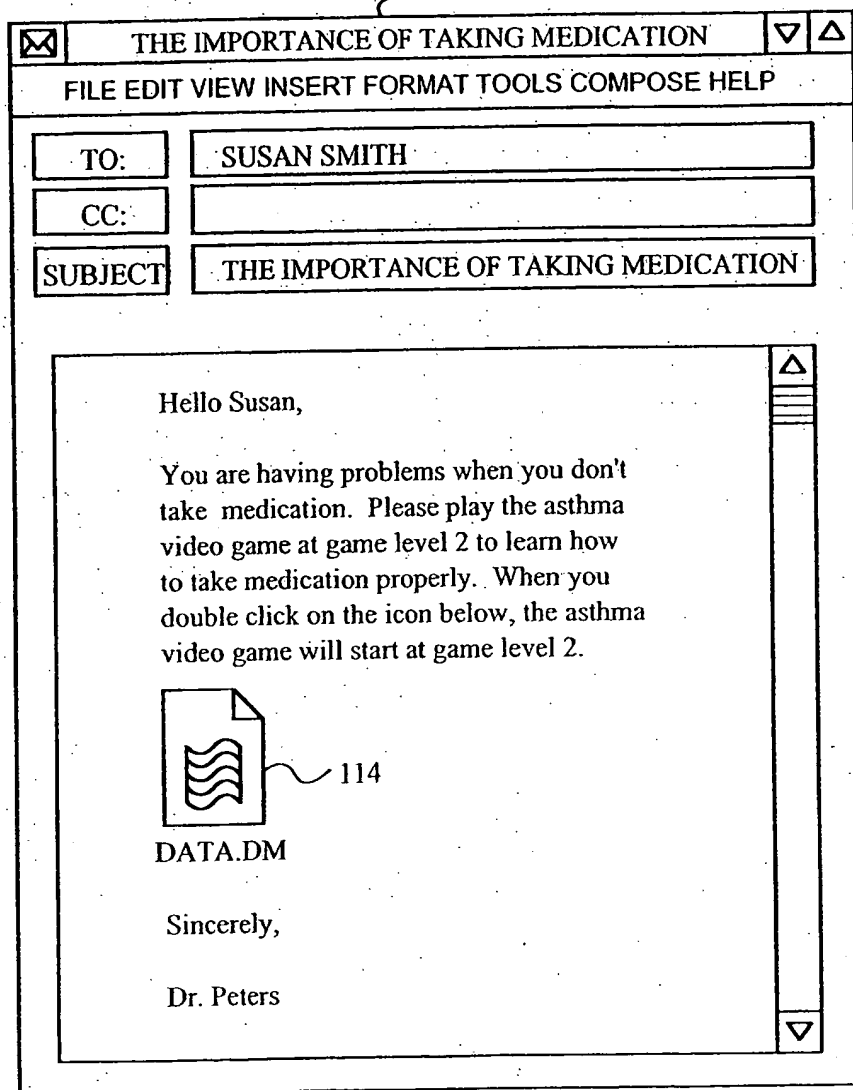 THE IMPORTANCE OF TAKING MEDICATION
FILE EDIT VIEW INSERT FORMAT TOOLS COMPOSE HELP
TO: SUSAN SMITH
CC:
SUBJECT THE IMPORTANCE OF TAKING MEDICATION
Hello Susan,
You are having problems when you don't
take medication. Please play the asthma
video game at game level 2 to learn how
to take medication properly. When you
double click on the icon below, the asthma
video game will start at game level 2.
114
DATA.DM
Sincerely,
Dr. Peters